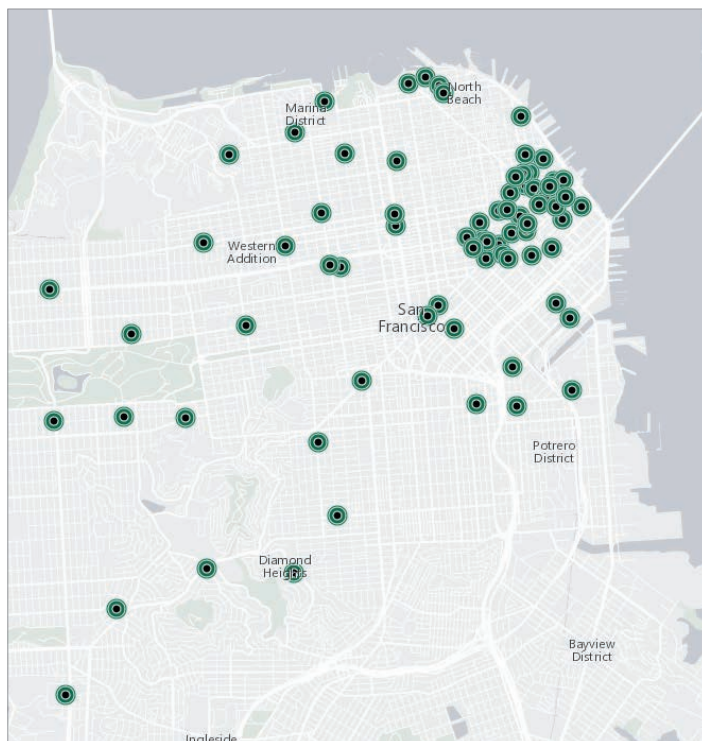 North
Beach
Marina
District
Western
Addition
San
Francisco
Potrero
District
Diamond
Heights
Bayview
District
Ingleside